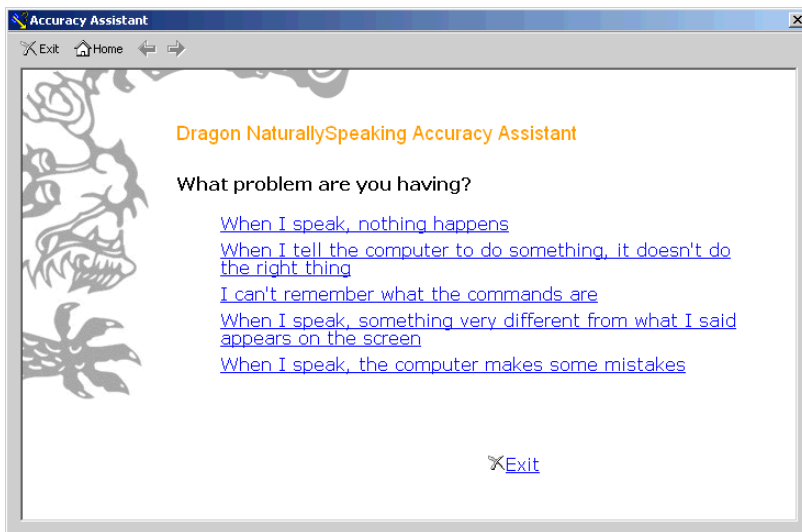 Accuracy Assistant
Exit Home
Dragon NaturallySpeaking Accuracy Assistant
What problem are you having?
When I speak, nothing happens
When I tell the computer to do something, it doesn't do
the right thing
I can't remember what the commands are
When I speak, something very different from what I said
appears on the screen
When I speak, the computer makes some mistakes
Exit